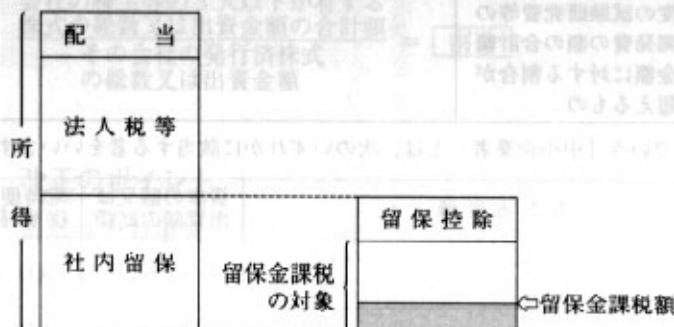 配当
法人税等
所得
社内留保
留保控除
留保金課税
の対象
⇦留保金課税額